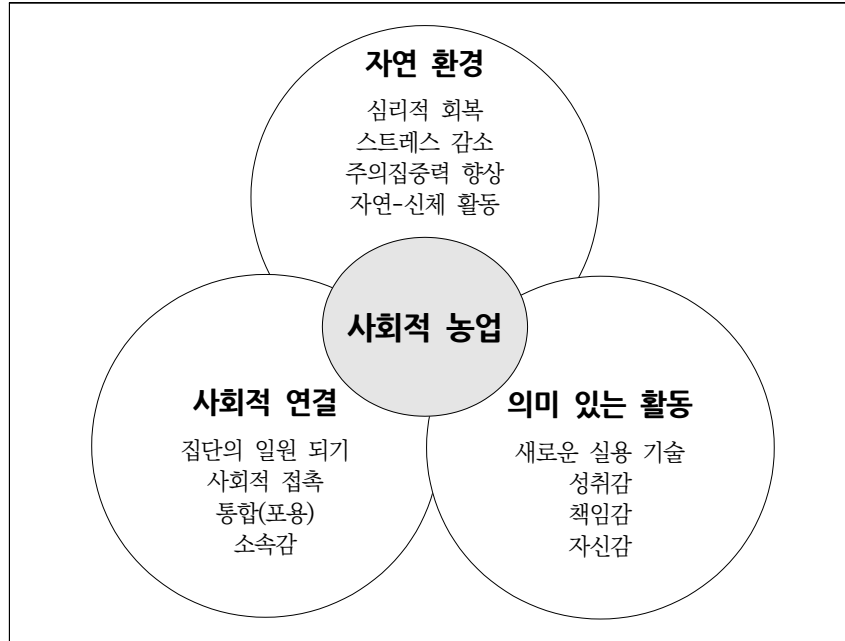 자연 환경
심리적 회복
스트레스 감소
주의집중력 향상
자연-신체 활동
사회적 농업
사회적 연결
집단의 일원 되기
사회적 접촉
통합(포용)
소속감
의미 있는 활동
새로운 실용 기술
성취감
책임감
자신감